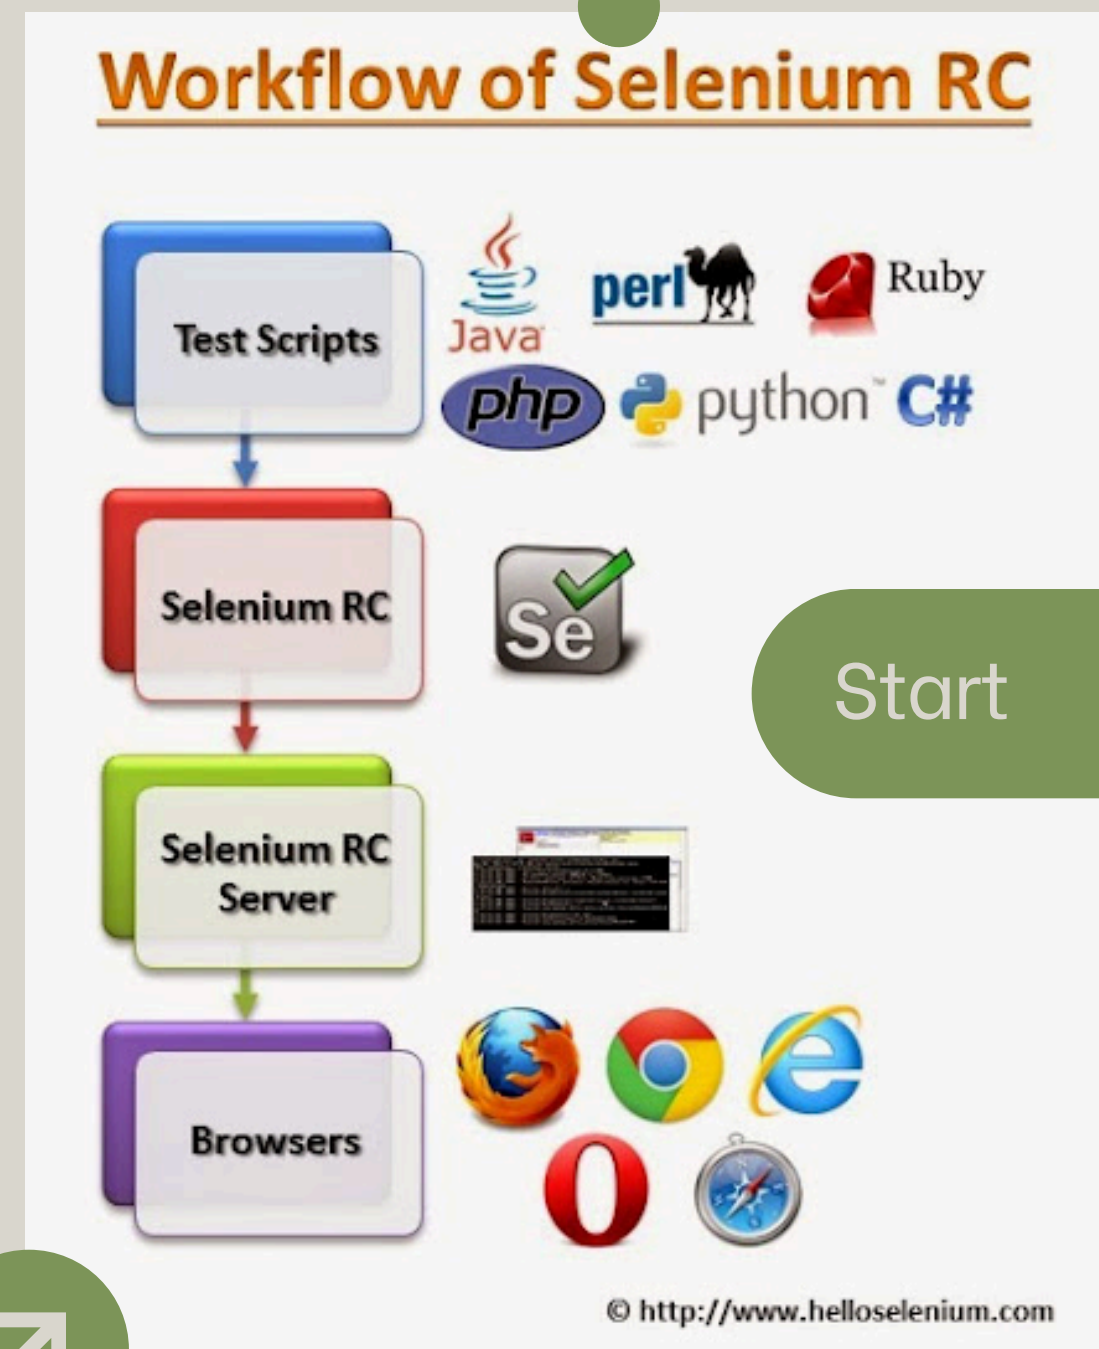 Workflow of Selenium RC
Test Scripts
Java
perl
Ruby
php
python™
C#
Selenium RC
Se
Start
Selenium RC
Server
Browsers
© http://www.helloselenium.com